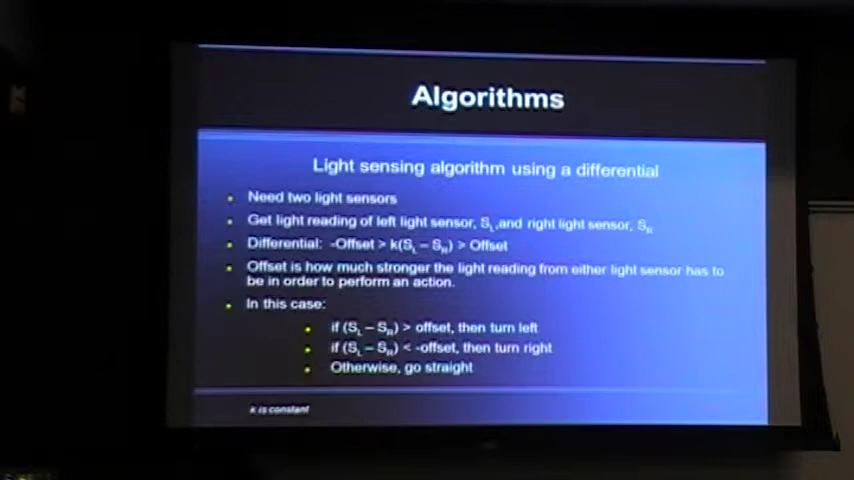 Algorithms
Light sensing algorithm using a differential
Need two light sensors
Get light reading of left light sensor, SL,and right light sensor, SR
Differential: -Offset > k(SL – SR) > Offset
Offset is how much stronger the light reading from either light sensor has to
be in order to perform an action.
In this case:
if (SL – SR) > offset, then turn left
if (SL – SR) < -offset, then turn right
Otherwise, go straight
k is constant